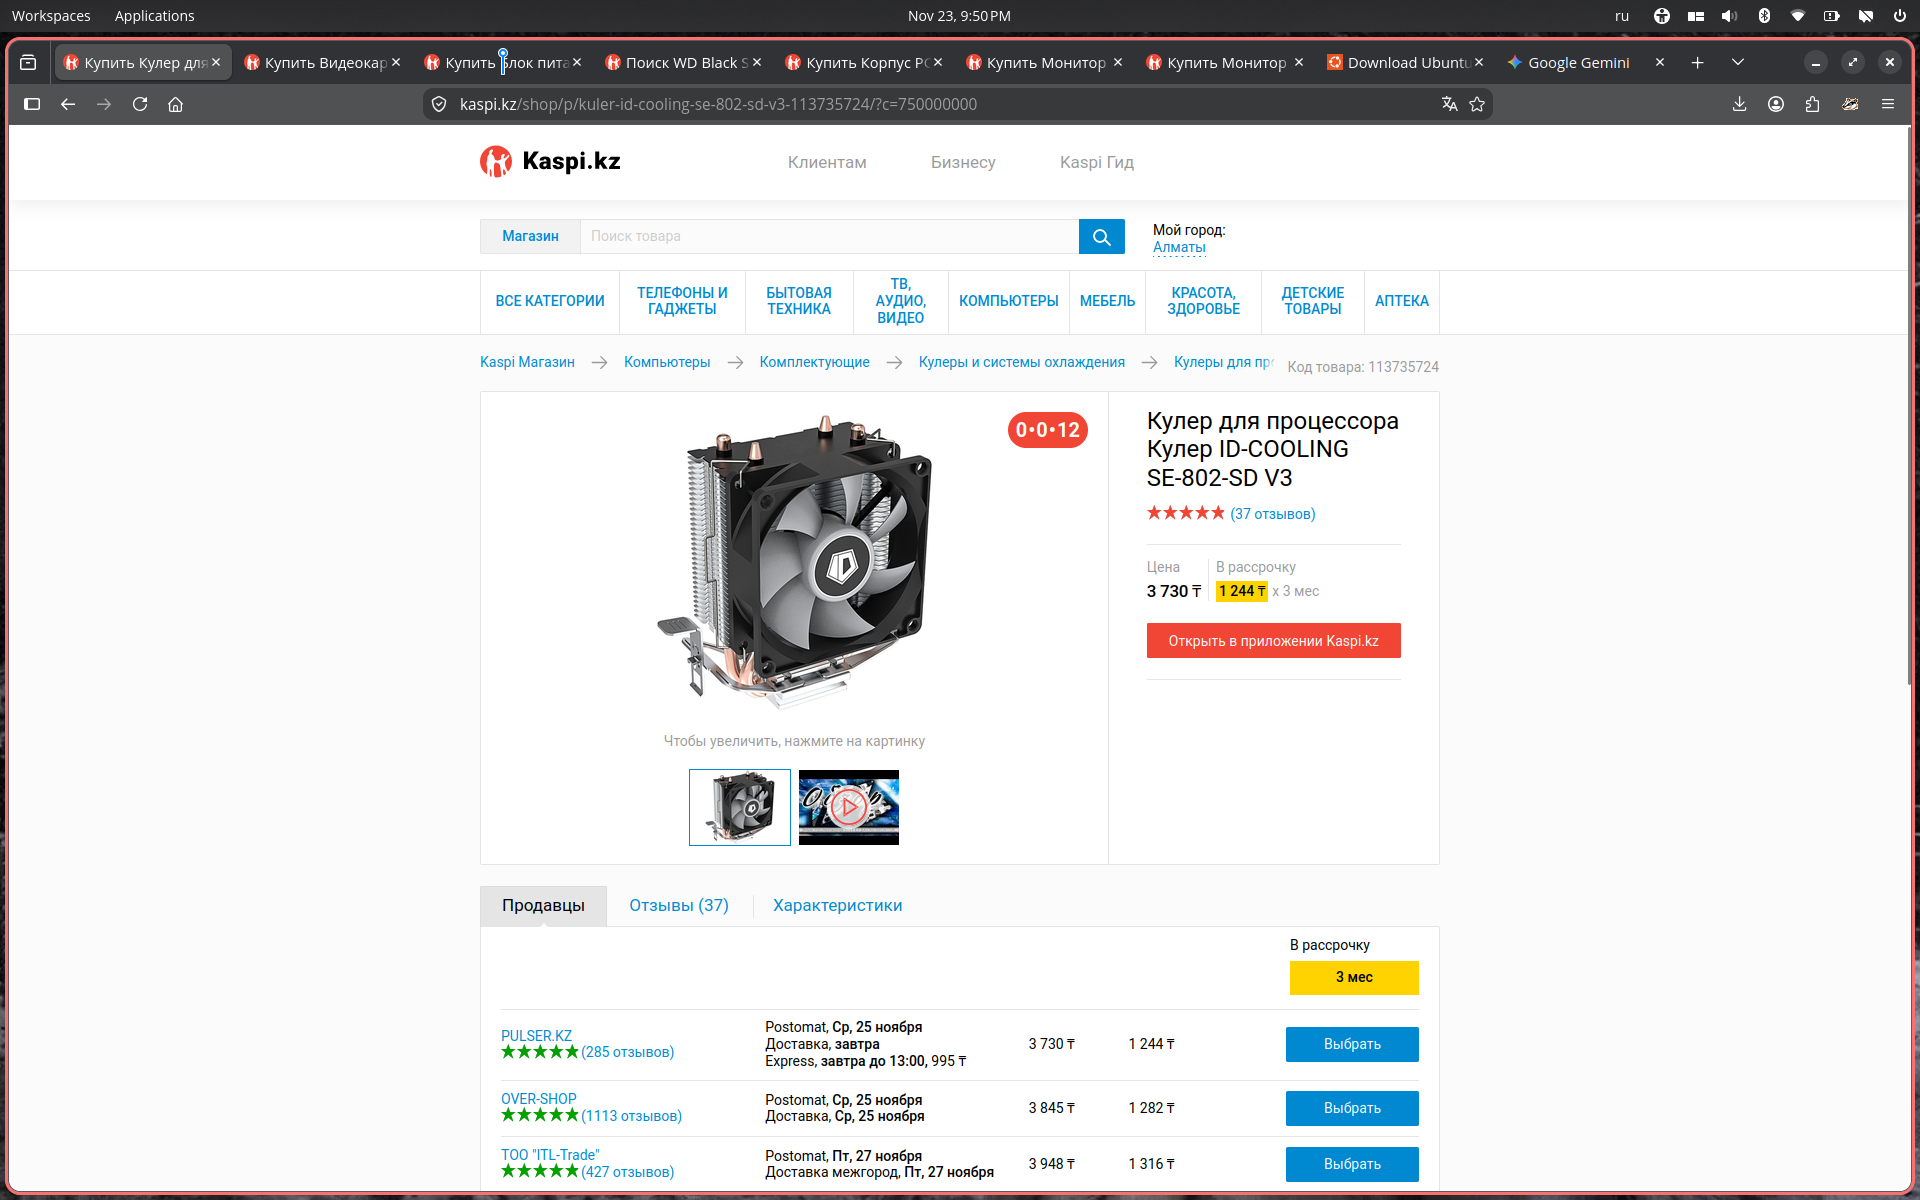 Workspaces Applications Nov 23, 9:50 PM ru
Купить Кулер для Купить Видеокар Купить блок пита Поиск WD Black S Купить Корпус PC Купить Монитор Купить Монитор Download Ubuntu Google Gemini
kaspi.kz/shop/p/kuler-id-cooling-se-802-sd-v3-113735724/?c=750000000
Kaspi.kz Клиентам Бизнесу Kaspi Гид
Магазин Поиск товара
Мой город:
Алматы
ВСЕ КАТЕГОРИИ
ТЕЛЕФОНЫ И
ГАДЖЕТЫ
БЫТОВАЯ
ТЕХНИКА
ТВ,
АУДИО,
ВИДЕО
КОМПЬЮТЕРЫ
МЕБЕЛЬ
КРАСОТА,
ЗДОРОВЬЕ
ДЕТСКИЕ
ТОВАРЫ
АПТЕКА
Kaspi Магазин Компьютеры Комплектующие Кулеры и системы охлаждения Кулеры для пр Код товара: 113735724
0•0•12
Чтобы увеличить, нажмите на картинку
Кулер для процессора
Кулер ID-COOLING
SE-802-SD V3
(37 отзывов)
Цена В рассрочку
3 730 ₸ 1 244 ₸ x 3 мес
Открыть в приложении Kaspi.kz
Продавцы Отзывы (37) Характеристики
В рассрочку
3 мес
PULSER.KZ
(285 отзывов)
Postomat, Ср, 25 ноября
Доставка, завтра
Express, завтра до 13:00, 995 ₸
3 730 ₸ 1 244 ₸ Выбрать
OVER-SHOP
(1113 отзывов)
Postomat, Ср, 25 ноября
Доставка, Ср, 25 ноября
3 845 ₸ 1 282 ₸ Выбрать
ТОО "ITL-Trade"
(427 отзывов)
Postomat, Пт, 27 ноября
Доставка межгород, Пт, 27 ноября
3 948 ₸ 1 316 ₸ Выбрать